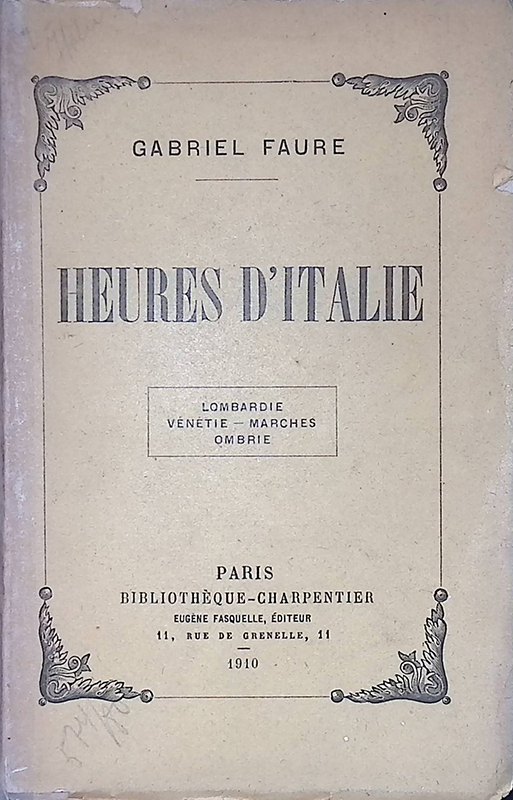 GABRIEL FAURE
HEURES D'ITALIE
LOMBARDIE
VÉNÉTIE — MARCHES
OMBRIE
PARIS
BIBLIOTHÈQUE-CHARPENTIER
EUGÈNE FASQUELLE, ÉDITEUR
11, RUE DE GRENELLE, 11
1910